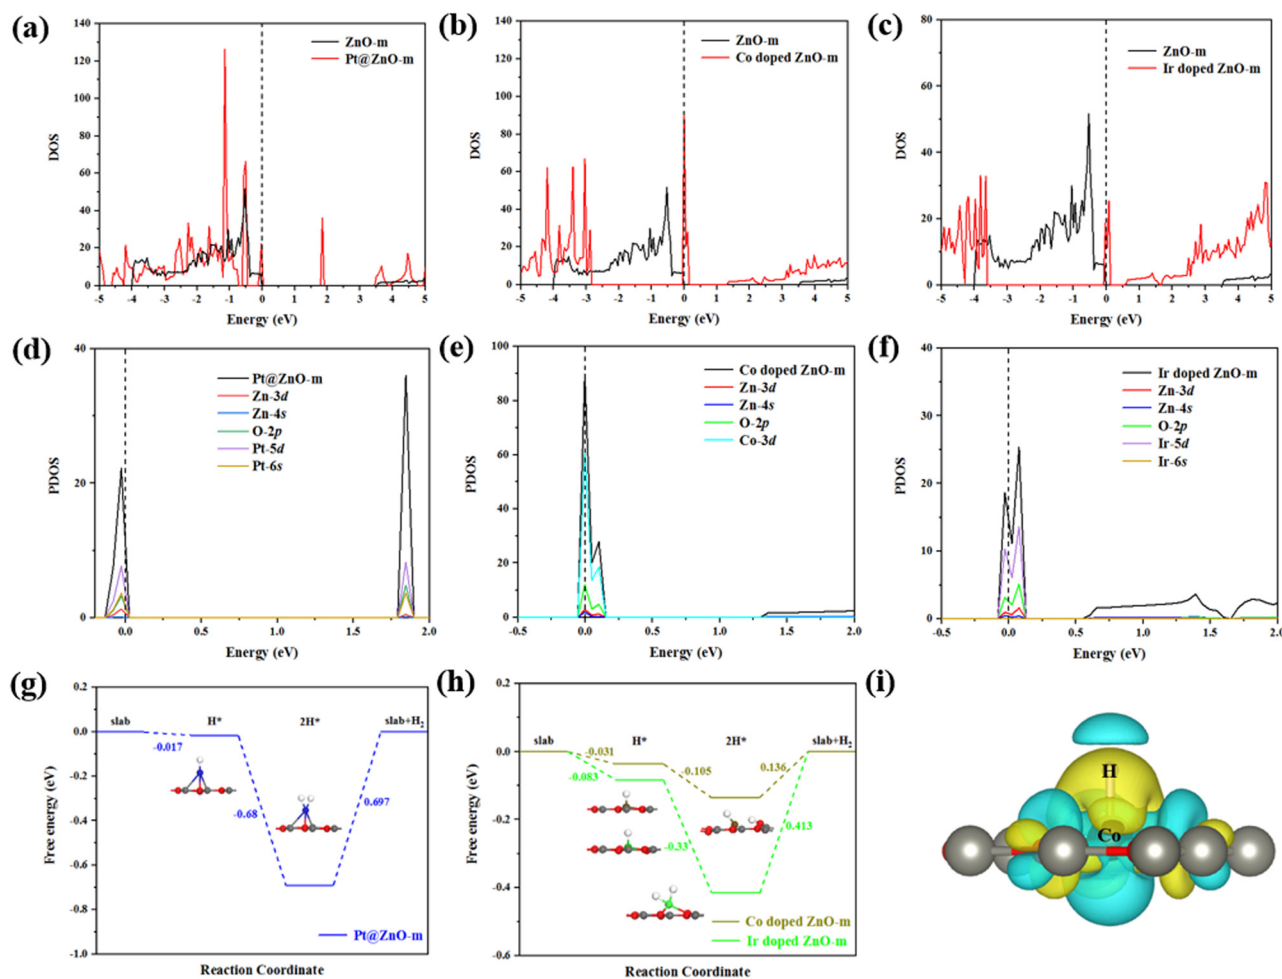 (a)
140
120
100
80
60
40
20
0
DOS
ZnO-m
Pt@ZnO-m
-5 -4 -3 -2 -1 0 1 2 3 4 5
Energy (eV)
(b)
140
120
100
80
60
40
20
0
DOS
ZnO-m
Co doped ZnO-m
-5 -4 -3 -2 -1 0 1 2 3 4 5
Energy (eV)
(c)
80
60
40
20
0
DOS
ZnO-m
Ir doped ZnO-m
-5 -4 -3 -2 -1 0 1 2 3 4 5
Energy (eV)
(d)
40
30
20
10
0
PDOS
Pt@ZnO-m
Zn-3d
Zn-4s
O-2p
Pt-5d
Pt-6s
0.0 0.5 1.0 1.5 2.0
Energy (eV)
(e)
100
80
60
40
20
0
PDOS
Co doped ZnO-m
Zn-3d
Zn-4s
O-2p
Co-3d
-0.5 0.0 0.5 1.0 1.5 2.0
Energy (eV)
(f)
40
30
20
10
0
PDOS
Ir doped ZnO-m
Zn-3d
Zn-4s
O-2p
Ir-5d
Ir-6s
-0.5 0.0 0.5 1.0 1.5 2.0
Energy (eV)
(g)
0.2
0.0
-0.2
-0.4
-0.6
-0.8
-1.0
Free energy (eV)
slab H* 2H* slab+H2
-0.017
-0.68
0.697
Pt@ZnO-m
Reaction Coordinate
(h)
0.2
0.0
-0.2
-0.4
-0.6
Free energy (eV)
slab H* 2H* slab+H2
-0.031
-0.083
-0.105
0.136
-0.33
0.413
Co doped ZnO-m
Ir doped ZnO-m
Reaction Coordinate
(i)
H
Co